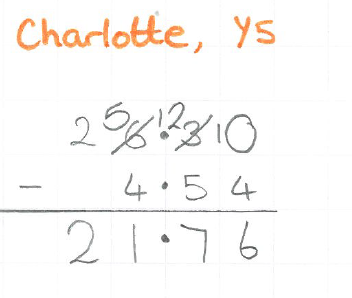 Charlotte, Y5
2 5 6 . 12 3 10
- 4 . 5 4
2 1 . 7 6